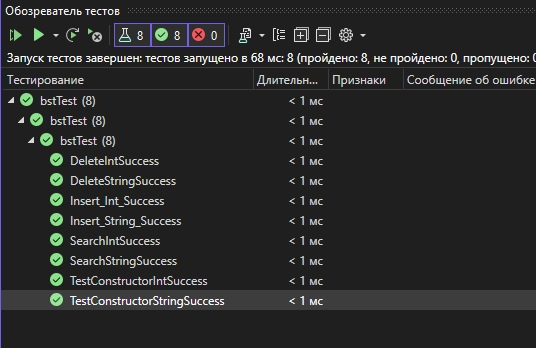 Обозреватель тестов
8 8 0
Запуск тестов завершен: тестов запущено в 68 мс: 8 (пройдено: 8, не пройдено: 0, пропущено: 0
Тестирование Длительн... Признаки Сообщение об ошибке
bstTest (8) < 1 мс
bstTest (8) < 1 мс
bstTest (8) < 1 мс
DeleteIntSuccess < 1 мс
DeleteStringSuccess < 1 мс
Insert_Int_Success < 1 мс
Insert_String_Success < 1 мс
SearchIntSuccess < 1 мс
SearchStringSuccess < 1 мс
TestConstructorIntSuccess < 1 мс
TestConstructorStringSuccess < 1 мс